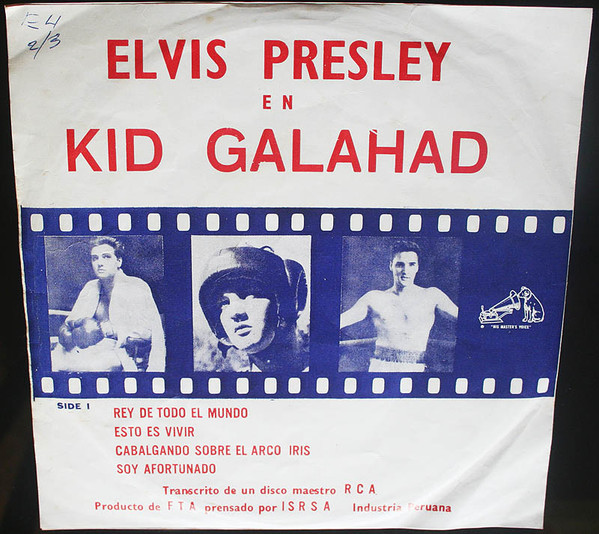 E4
2/3
ELVIS PRESLEY
EN
KID GALAHAD
"HIS MASTER'S VOICE"
SIDE I
REY DE TODO EL MUNDO
ESTO ES VIVIR
CABALGANDO SOBRE EL ARCO IRIS
SOY AFORTUNADO
Transcrito de un disco maestro RCA
Producto de FTA prensado por ISRSA Industria Peruana